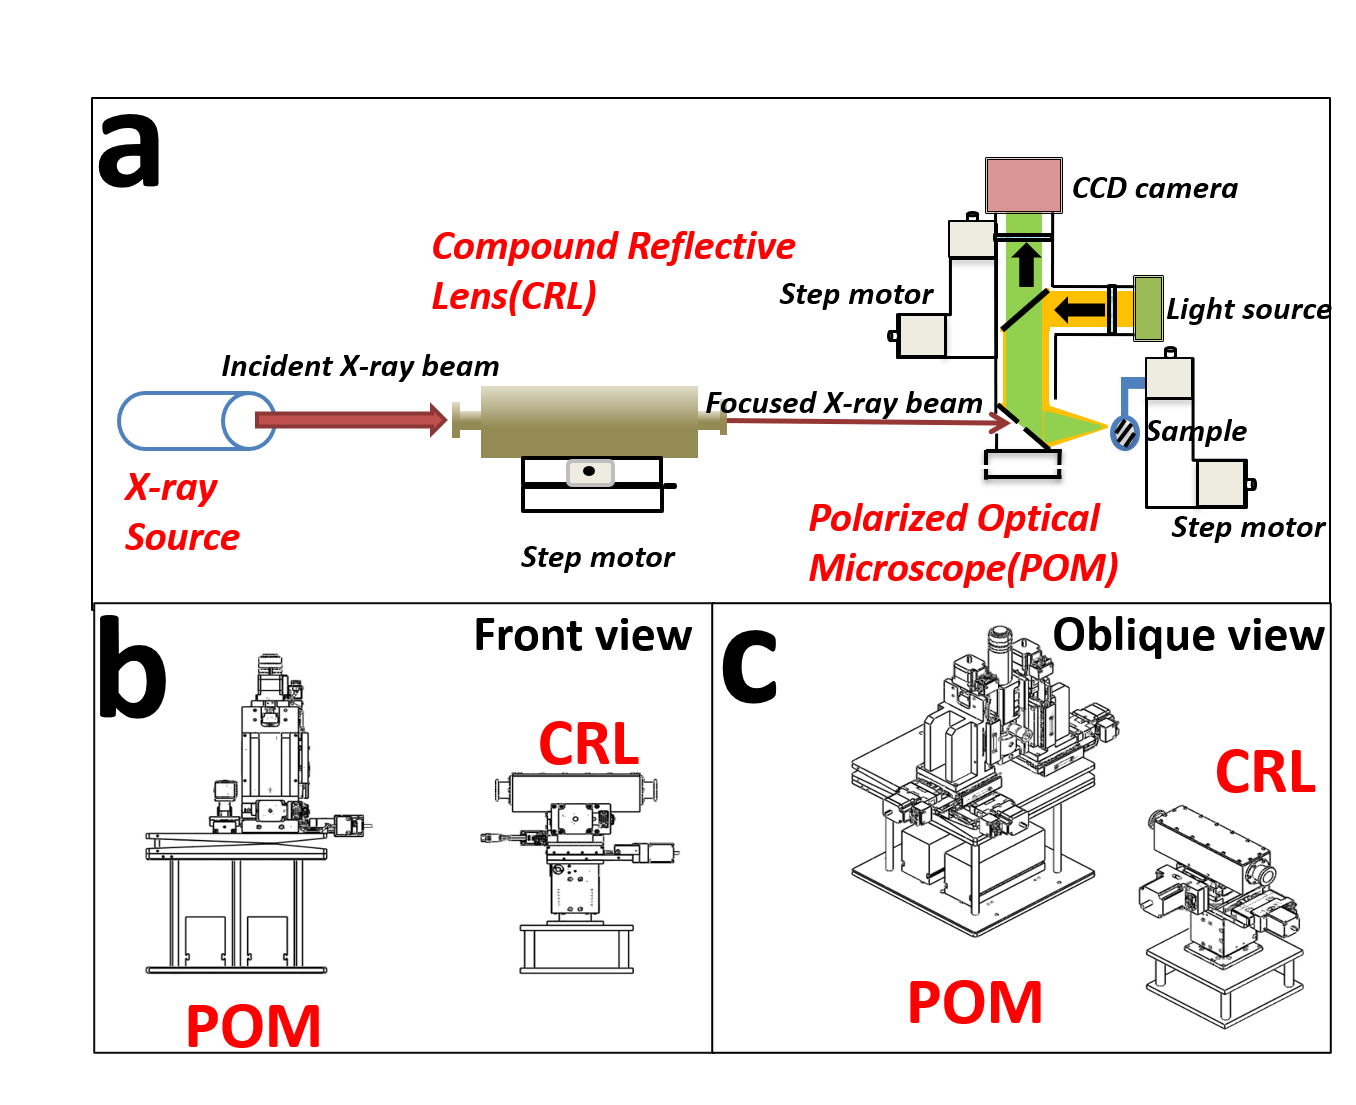 a
CCD camera
Compound Reflective
Lens(CRL)
Step motor
Light source
Incident X-ray beam
Focused X-ray beam
Sample
X-ray
Source
Polarized Optical
Microscope(POM)
Step motor
Step motor
b
Front view
CRL
POM
c
Oblique view
CRL
POM